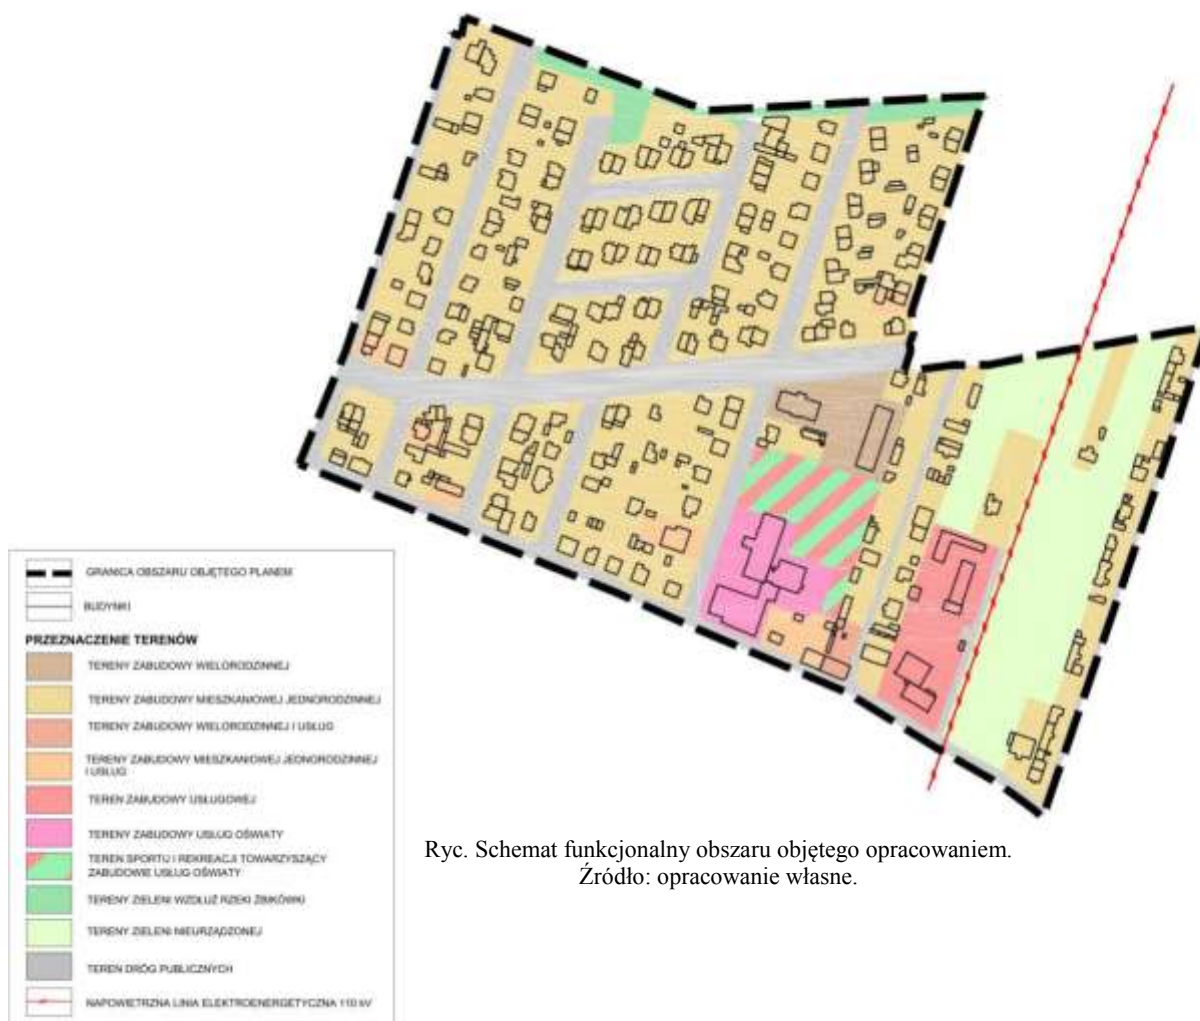 GRANICA OBSZARU OBJĘTEGO PLANEM
BUDYNKI
PRZEZNACZENIE TERENÓW
TERENY ZABUDOWY WIELORODZINNEJ
TERENY ZABUDOWY MIESZKANIOWEJ JEDNORODZINNEJ
TERENY ZABUDOWY WIELORODZINNEJ I USŁUG
TERENY ZABUDOWY MIESZKANIOWEJ JEDNORODZINNEJ
I USŁUG
TEREN ZABUDOWY USŁUGOWEJ
TERENY ZABUDOWY USŁUG OŚWIATY
TEREN SPORTU I REKREACJI TOWARZYSZĄCY
ZABUDOWIE USŁUG OŚWIATY
TERENY ZIELENI WZDŁUŻ RZEKI ŻBIKÓWKI
TERENY ZIELENI NIEURZĄDZONEJ
TEREN DRÓG PUBLICZNYCH
NAPOWIETRZNA LINIA ELEKTROENERGETYCZNA 110 kV
Ryc. Schemat funkcjonalny obszaru objętego opracowaniem.
Źródło: opracowanie własne.